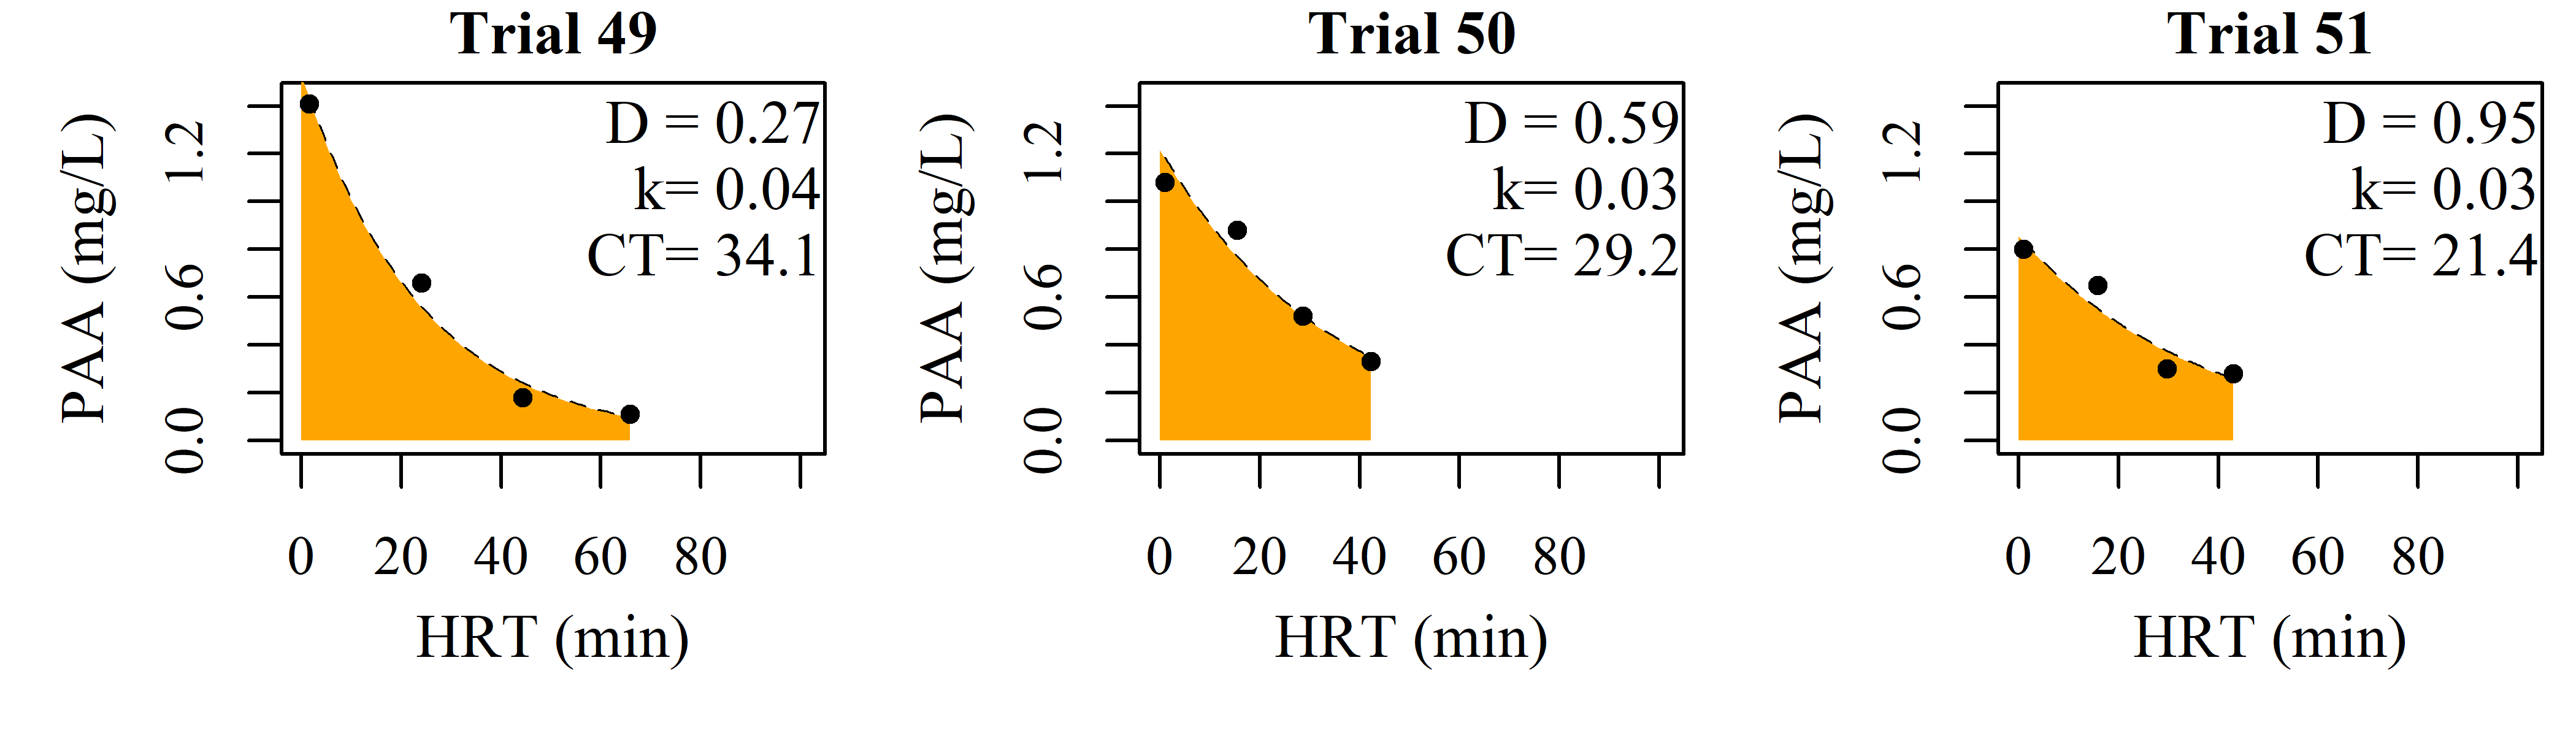 Trial 49
D = 0.27
k= 0.04
CT= 34.1
PAA (mg/L)
0.0 0.6 1.2
0 20 40 60 80
HRT (min)
Trial 50
D = 0.59
k= 0.03
CT= 29.2
PAA (mg/L)
0.0 0.6 1.2
0 20 40 60 80
HRT (min)
Trial 51
D = 0.95
k= 0.03
CT= 21.4
PAA (mg/L)
0.0 0.6 1.2
0 20 40 60 80
HRT (min)